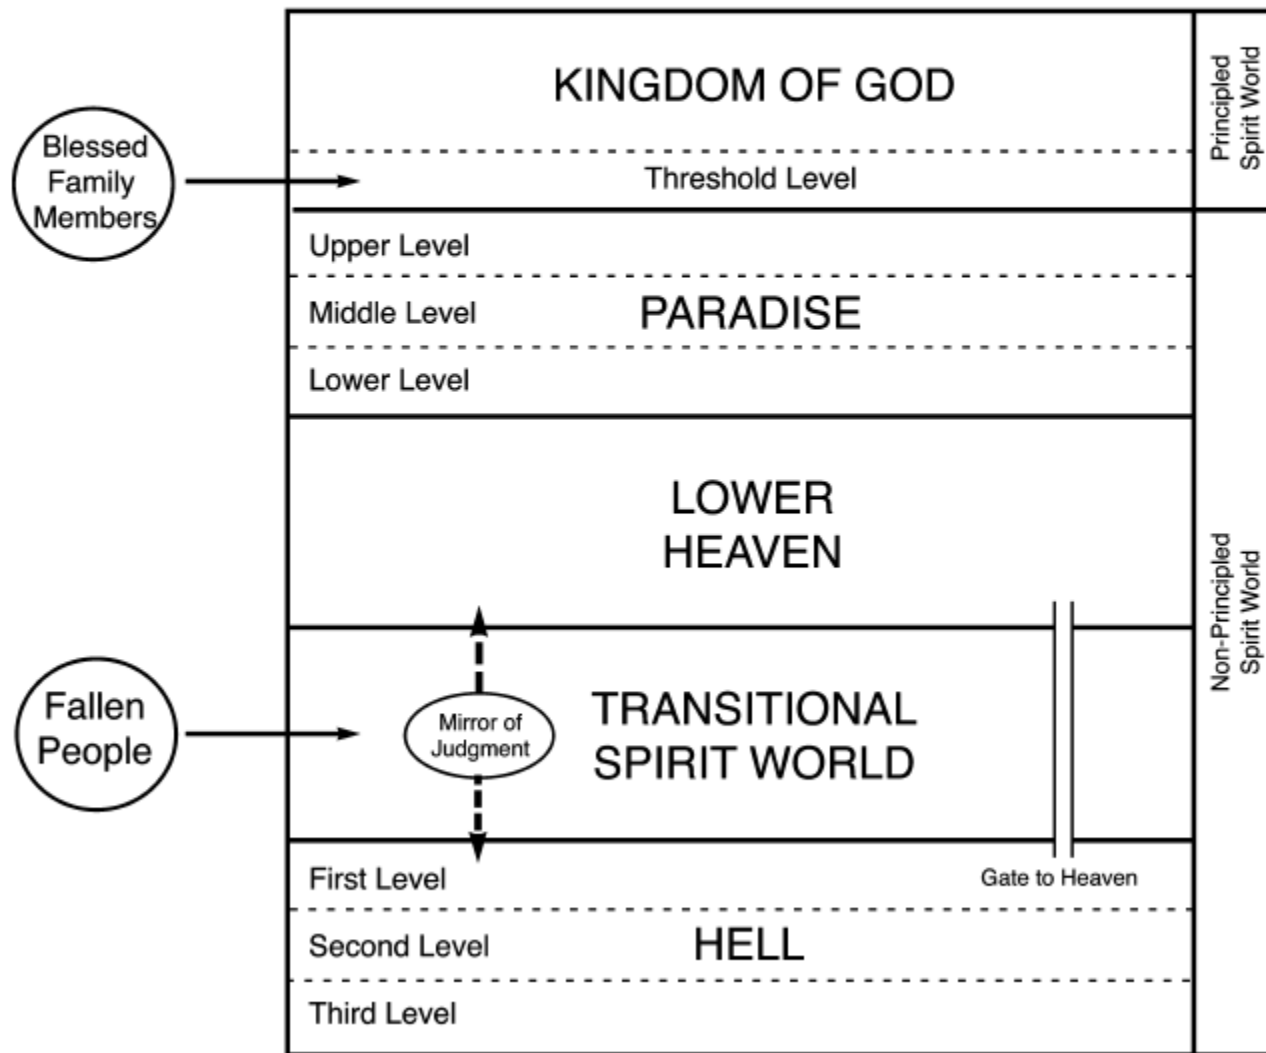 KINGDOM OF GOD
Principled
Spirit World
Blessed
Family
Members
Threshold Level
Upper Level
Middle Level
PARADISE
Lower Level
LOWER
HEAVEN
Non-Principled
Spirit World
Fallen
People
Mirror of
Judgment
TRANSITIONAL
SPIRIT WORLD
First Level
Gate to Heaven
Second Level
HELL
Third Level